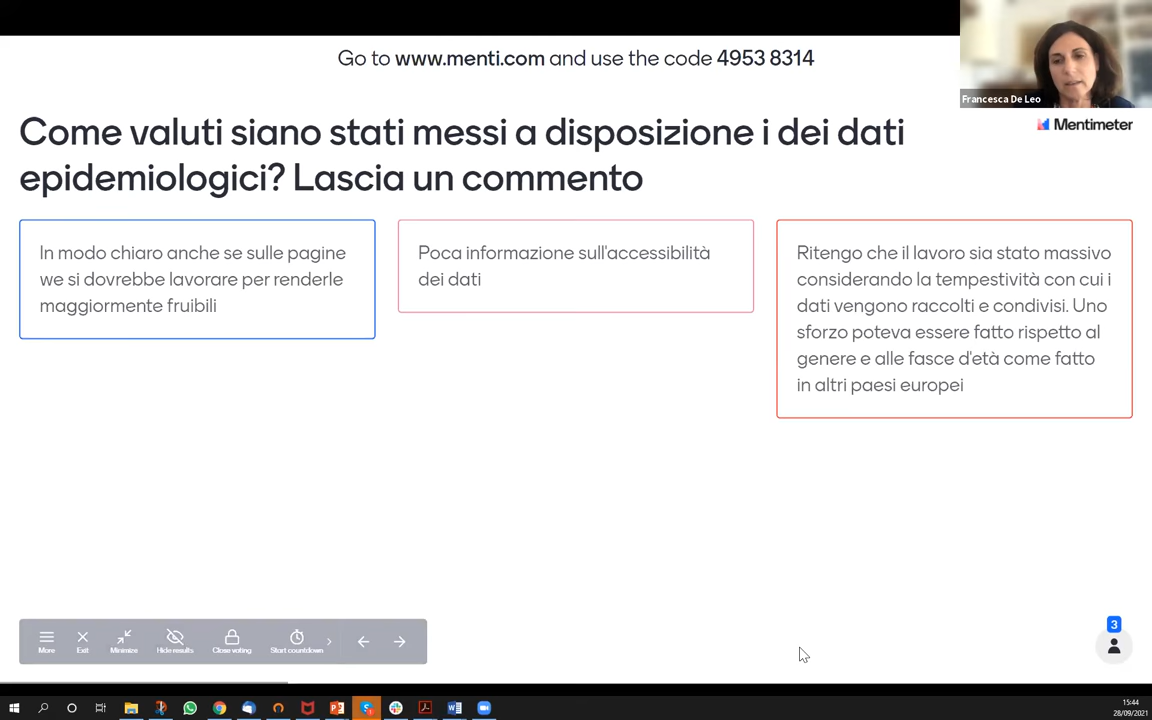 Go to www.menti.com and use the code 4953 8314
Francesca De Leo
Mentimeter
Come valuti siano stati messi a disposizione i dei dati
epidemiologici? Lascia un commento
In modo chiaro anche se sulle pagine
we si dovrebbe lavorare per renderle
maggiormente fruibili
Poca informazione sull'accessibilità
dei dati
Ritengo che il lavoro sia stato massivo
considerando la tempestività con cui i
dati vengono raccolti e condivisi. Uno
sforzo poteva essere fatto rispetto al
genere e alle fasce d'età come fatto
in altri paesi europei
3
More
Exit
Minimize
Hide results
Close voting
Start countdown
15:44
28/09/2021